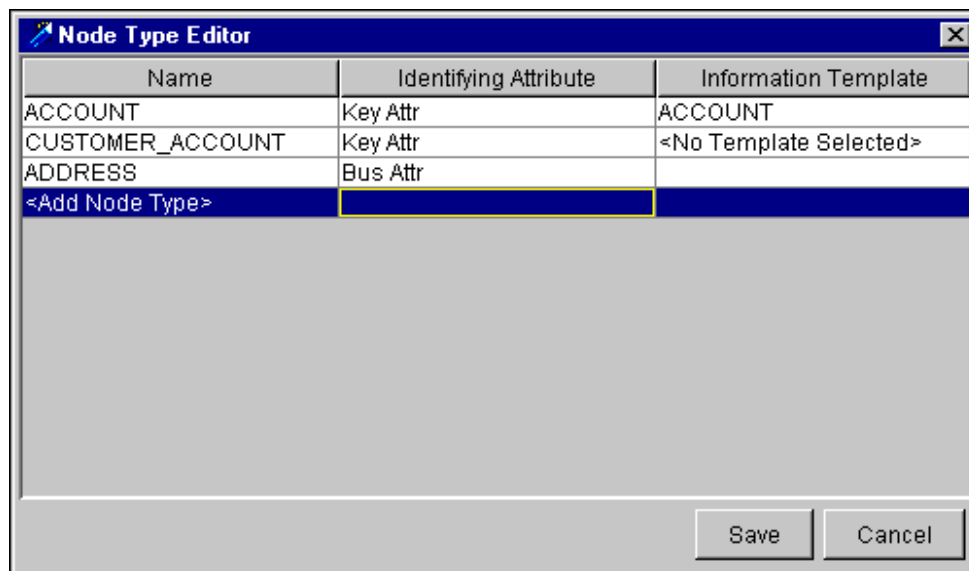 Node Type Editor
Name Identifying Attribute Information Template
ACCOUNT Key Attr ACCOUNT
CUSTOMER_ACCOUNT Key Attr <No Template Selected>
ADDRESS Bus Attr
<Add Node Type>
Save Cancel